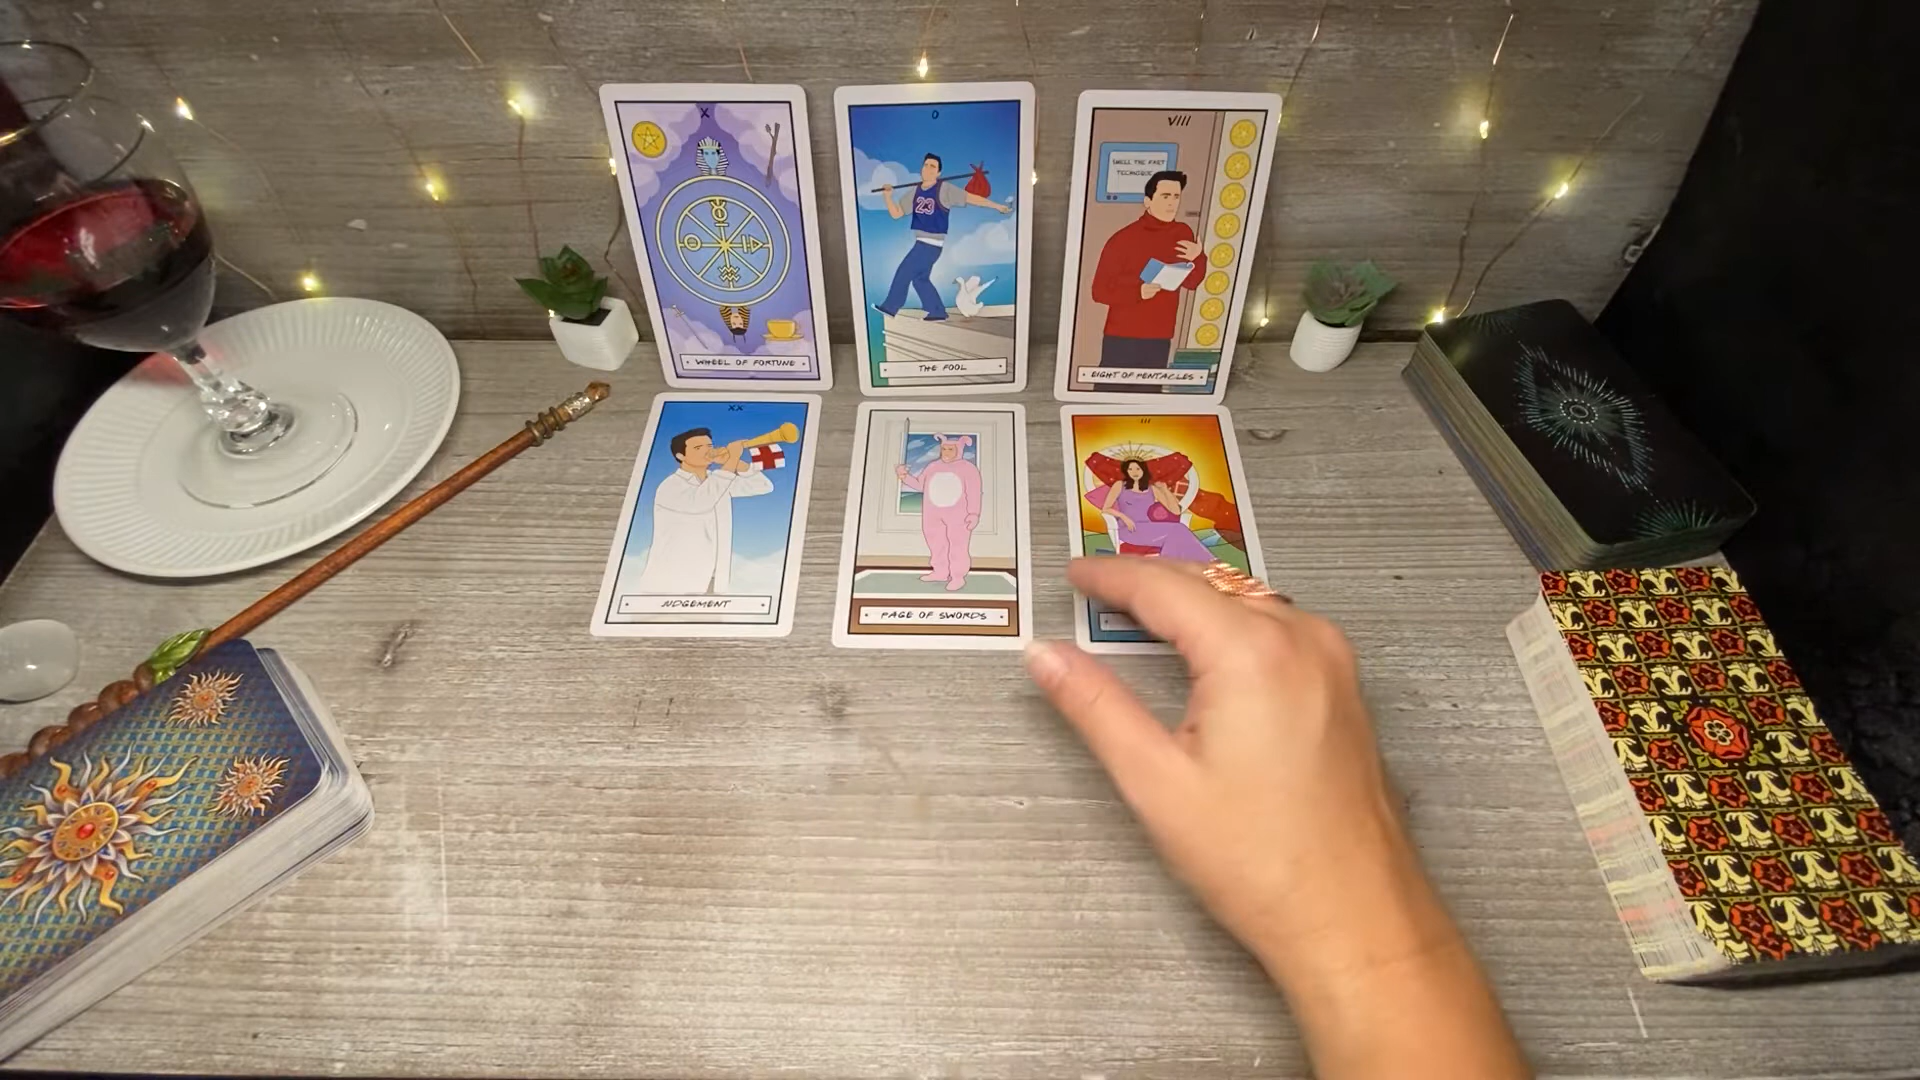 X
WHEEL OF FORTUNE
0
23
THE FOOL
VIII
SMELL THE FART
TECHNIQUE
EIGHT OF PENTACLES
XX
JUDGEMENT
PAGE OF SWORDS
III